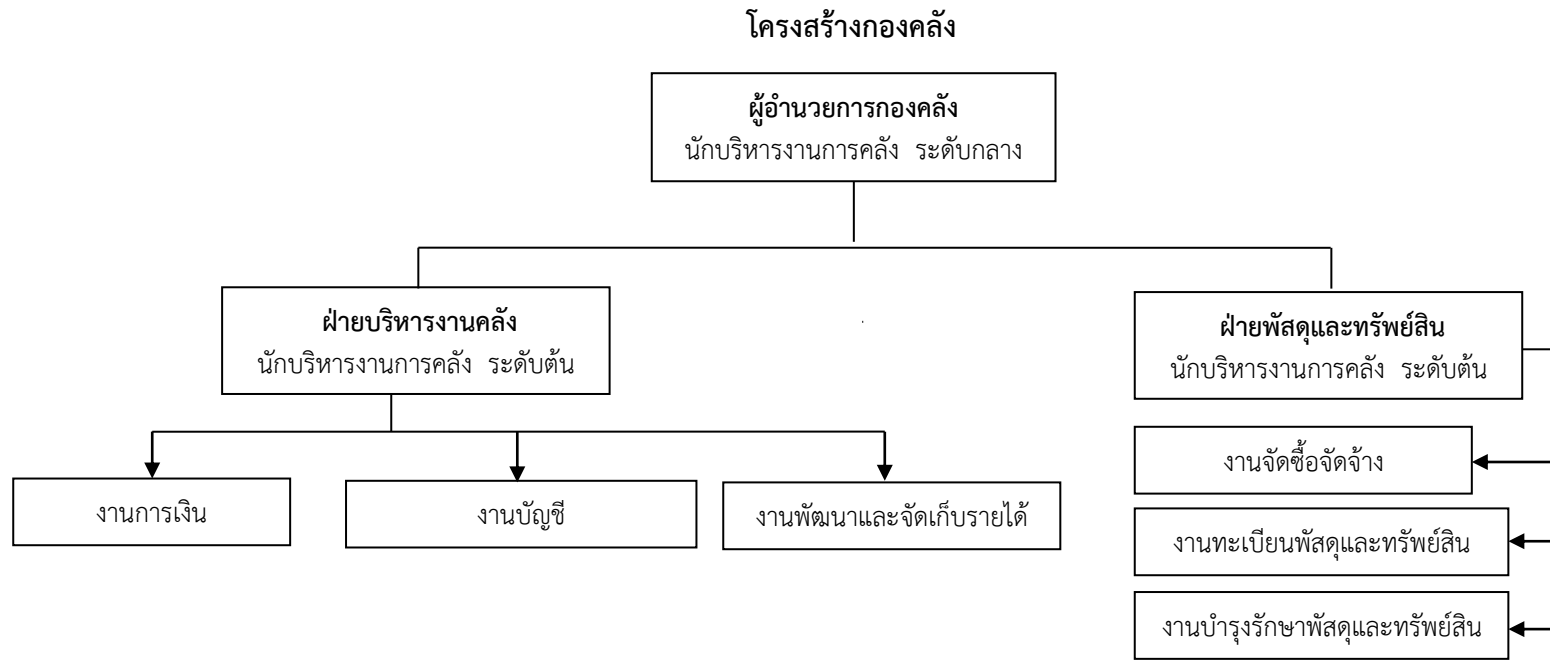 โครงสร้างกองคลัง
ผู้อำนวยการกองคลัง
นักบริหารงานการคลัง ระดับกลาง
ฝ่ายบริหารงานคลัง
นักบริหารงานการคลัง ระดับต้น
ฝ่ายพัสดุและทรัพย์สิน
นักบริหารงานการคลัง ระดับต้น
งานการเงิน
งานบัญชี
งานพัฒนาและจัดเก็บรายได้
งานจัดซื้อจัดจ้าง
งานทะเบียนพัสดุและทรัพย์สิน
งานบำรุงรักษาพัสดุและทรัพย์สิน